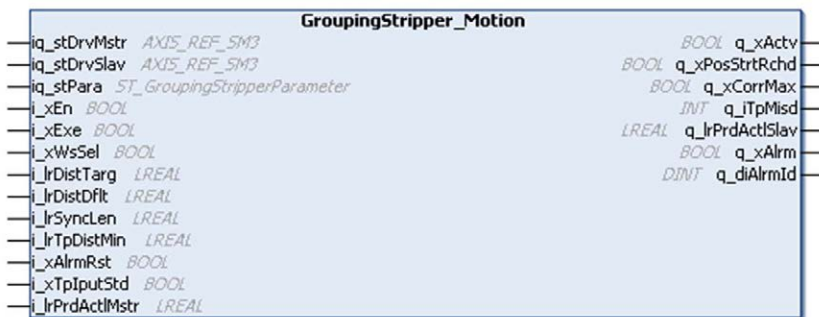 GroupingStripper_Motion
iq_stDrvMstr AXIS_REF_SM3 BOOL q_xActv
iq_stDrvSlav AXIS_REF_SM3 BOOL q_xPosStrtRchd
iq_stPara ST_GroupingStripperParameter BOOL q_xCorrMax
i_xEn BOOL INT q_iTpMisd
i_xExe BOOL LREAL q_lrPrdActlSlav
i_xWsSel BOOL BOOL q_xAlrm
i_lrDistTarg LREAL DINT q_diAlrmId
i_lrDistDflt LREAL
i_lrSyncLen LREAL
i_lrTpDistMin LREAL
i_xAlrmRst BOOL
i_xTpIputStd BOOL
i_lrPrdActlMstr LREAL